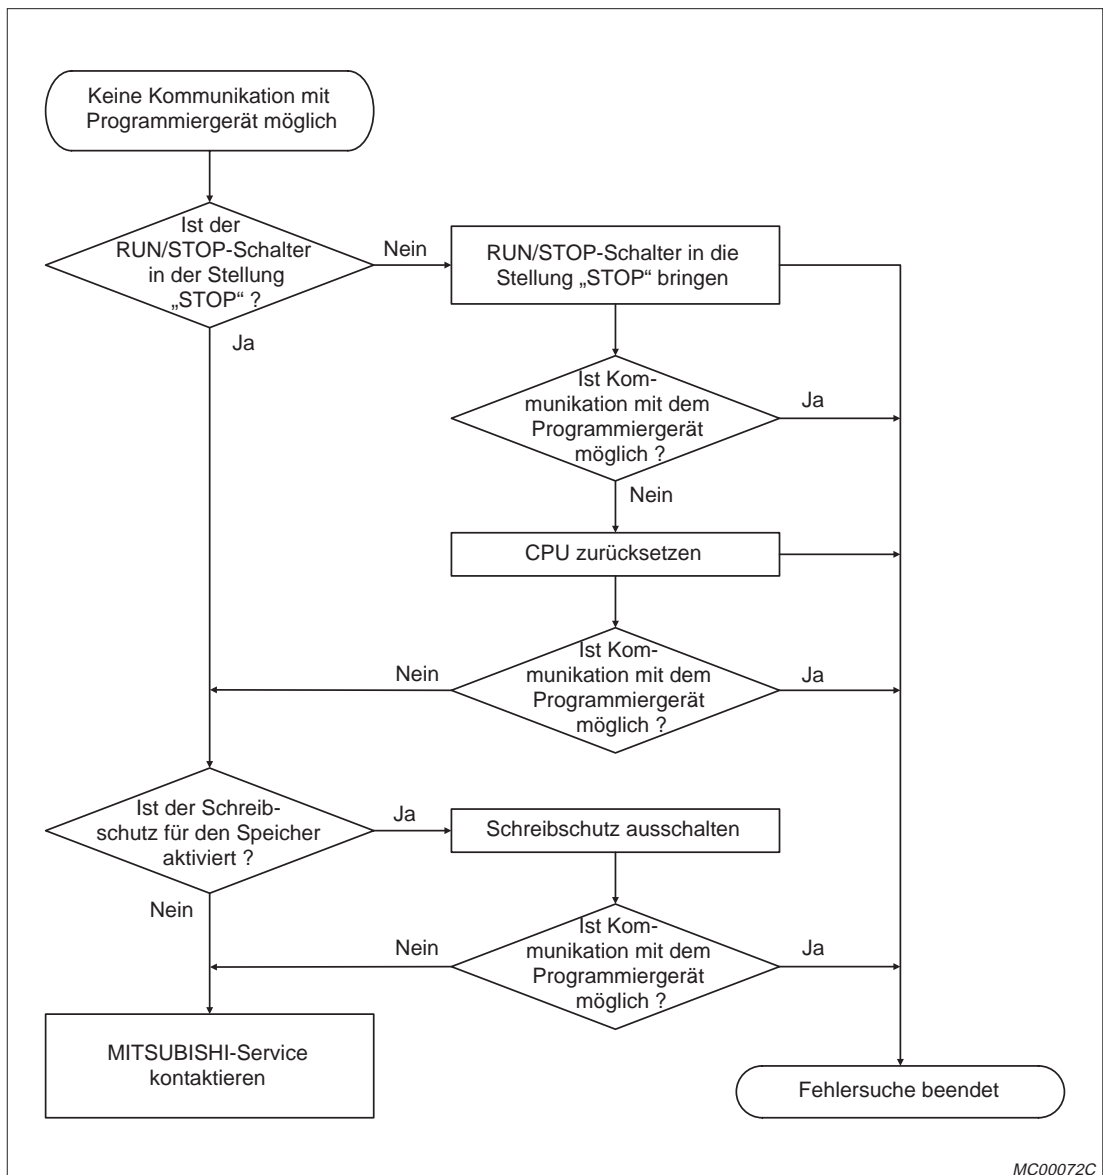 Keine Kommunikation mit
Programmiergerät möglich
Ist der
RUN/STOP-Schalter
in der Stellung
„STOP“ ?
Nein
RUN/STOP-Schalter in die
Stellung „STOP“ bringen
Ja
Ist Kom-
munikation mit dem
Programmiergerät
möglich ?
Ja
Nein
CPU zurücksetzen
Nein
Ist Kom-
munikation mit dem
Programmiergerät
möglich ?
Ja
Ist der Schreib-
schutz für den Speicher
aktiviert ?
Ja
Schreibschutz ausschalten
Nein
Nein
Ist Kom-
munikation mit dem
Programmiergerät
möglich ?
Ja
MITSUBISHI-Service
kontaktieren
Fehlersuche beendet
MC00072C